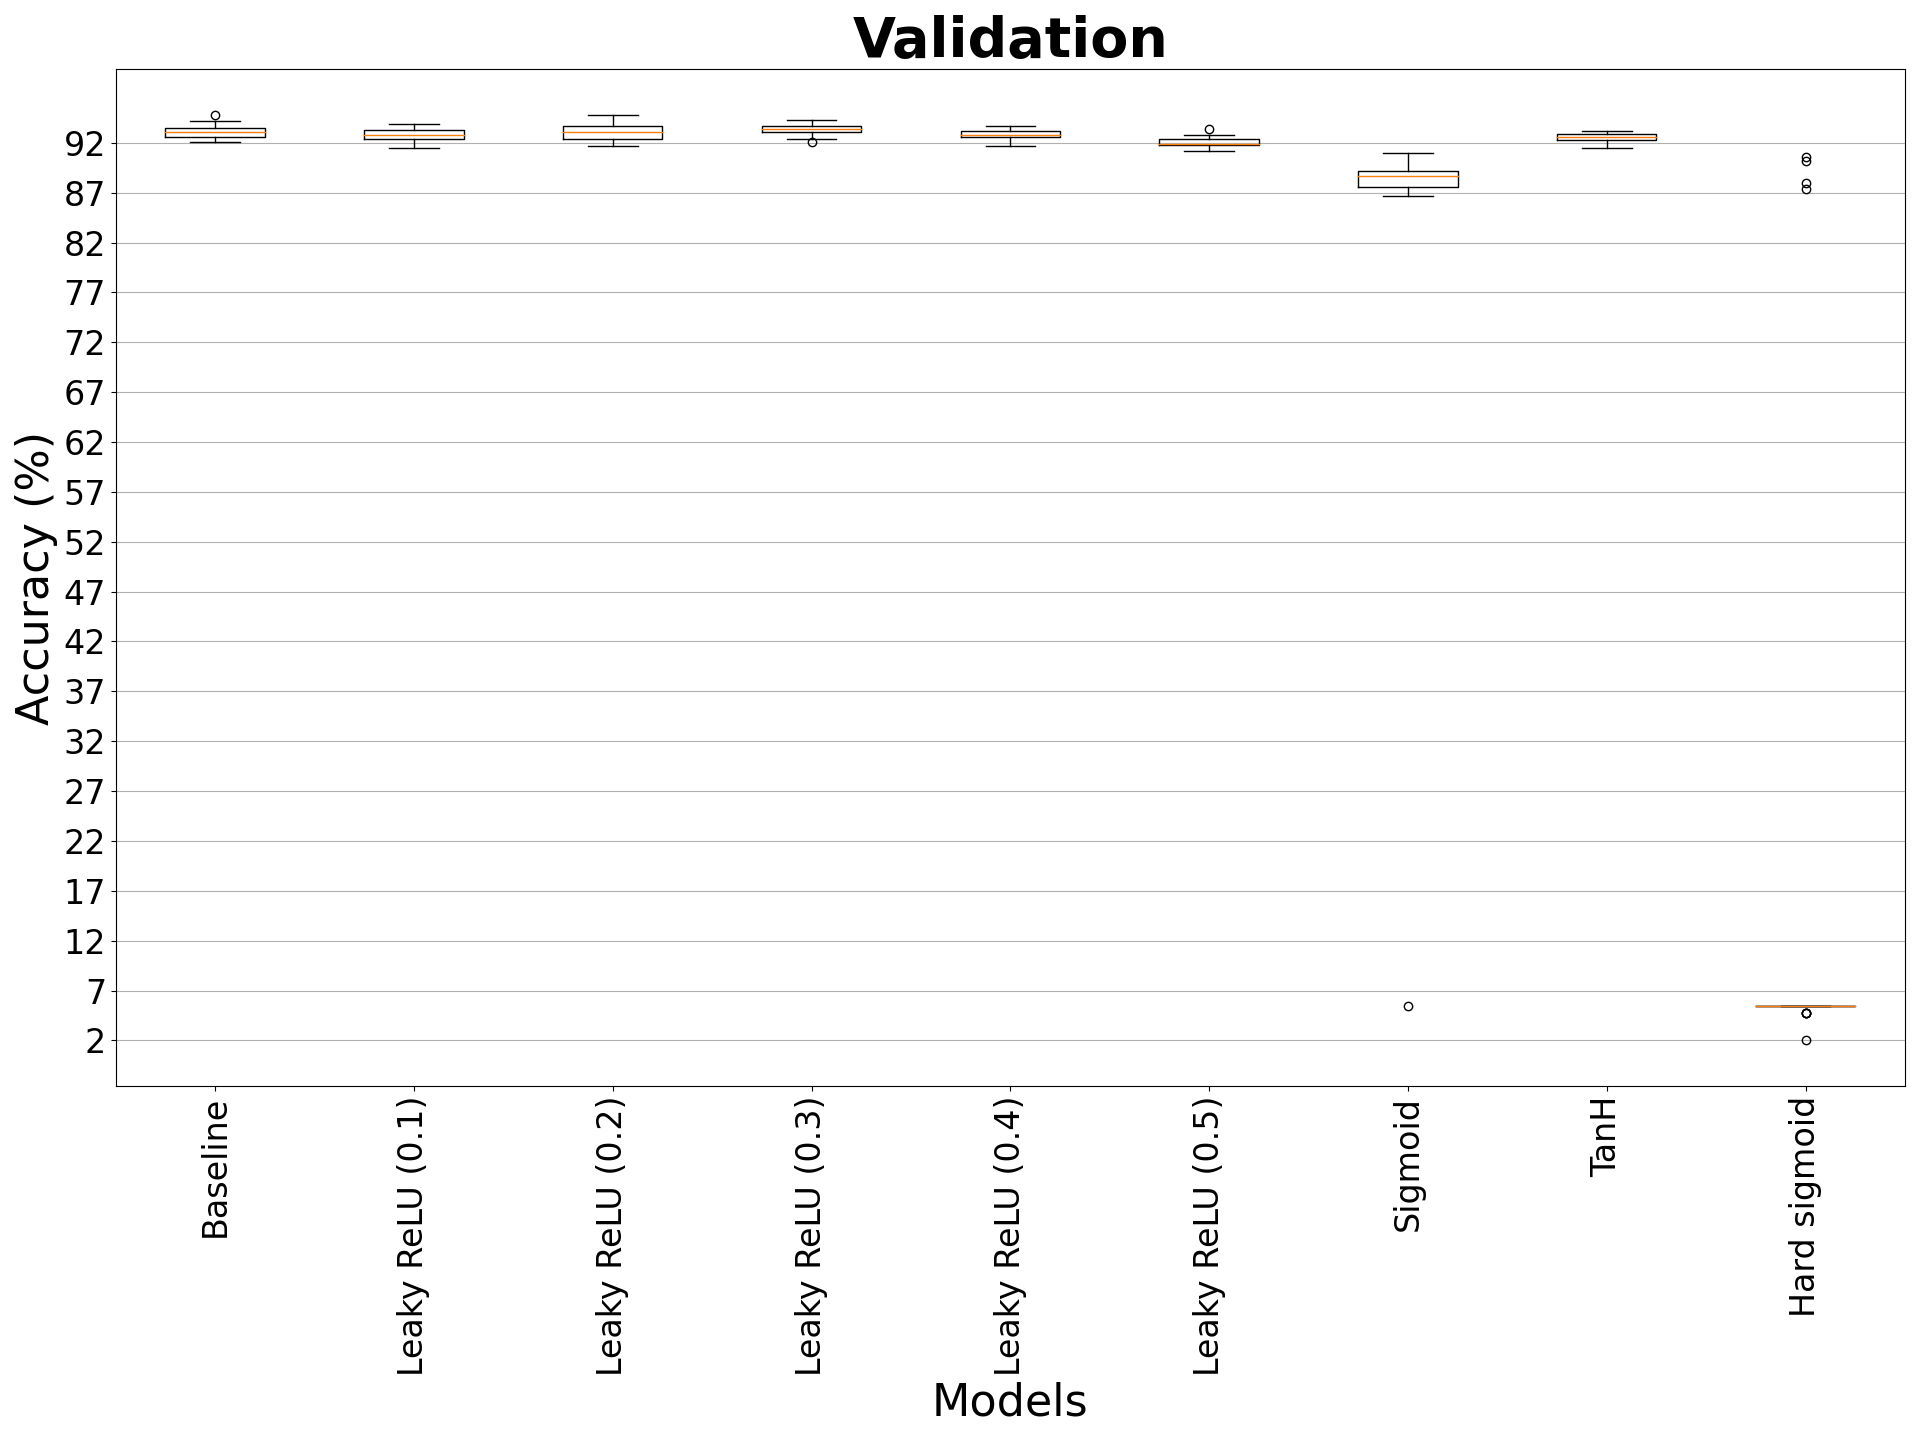 Validation
Accuracy (%)
92
87
82
77
72
67
62
57
52
47
42
37
32
27
22
17
12
7
2
Baseline
Leaky ReLU (0.1)
Leaky ReLU (0.2)
Leaky ReLU (0.3)
Leaky ReLU (0.4)
Leaky ReLU (0.5)
Sigmoid
TanH
Hard sigmoid
Models